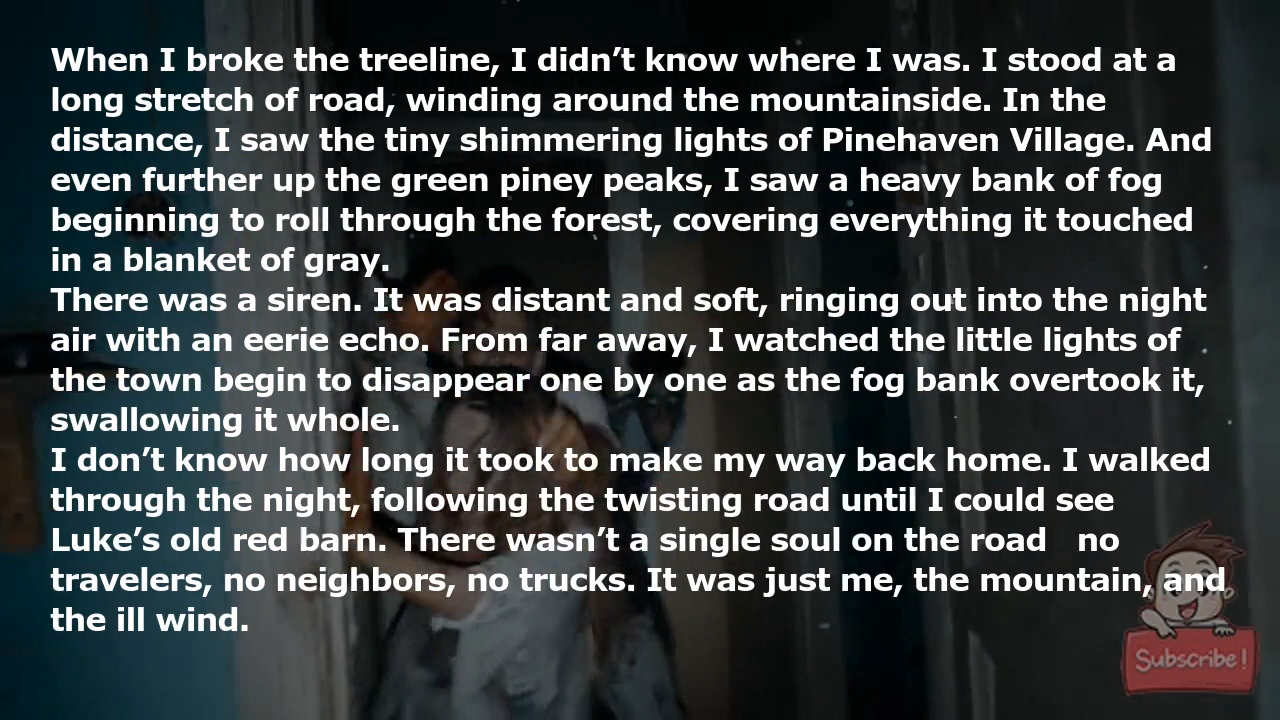 When I broke the treeline, I didn’t know where I was. I stood at a
long stretch of road, winding around the mountainside. In the
distance, I saw the tiny shimmering lights of Pinehaven Village. And
even further up the green piney peaks, I saw a heavy bank of fog
beginning to roll through the forest, covering everything it touched
in a blanket of gray.
There was a siren. It was distant and soft, ringing out into the night
air with an eerie echo. From far away, I watched the little lights of
the town begin to disappear one by one as the fog bank overtook it,
swallowing it whole.
I don’t know how long it took to make my way back home. I walked
through the night, following the twisting road until I could see
Luke’s old red barn. There wasn’t a single soul on the road   no
travelers, no neighbors, no trucks. It was just me, the mountain, and
the ill wind.
Subscribe!